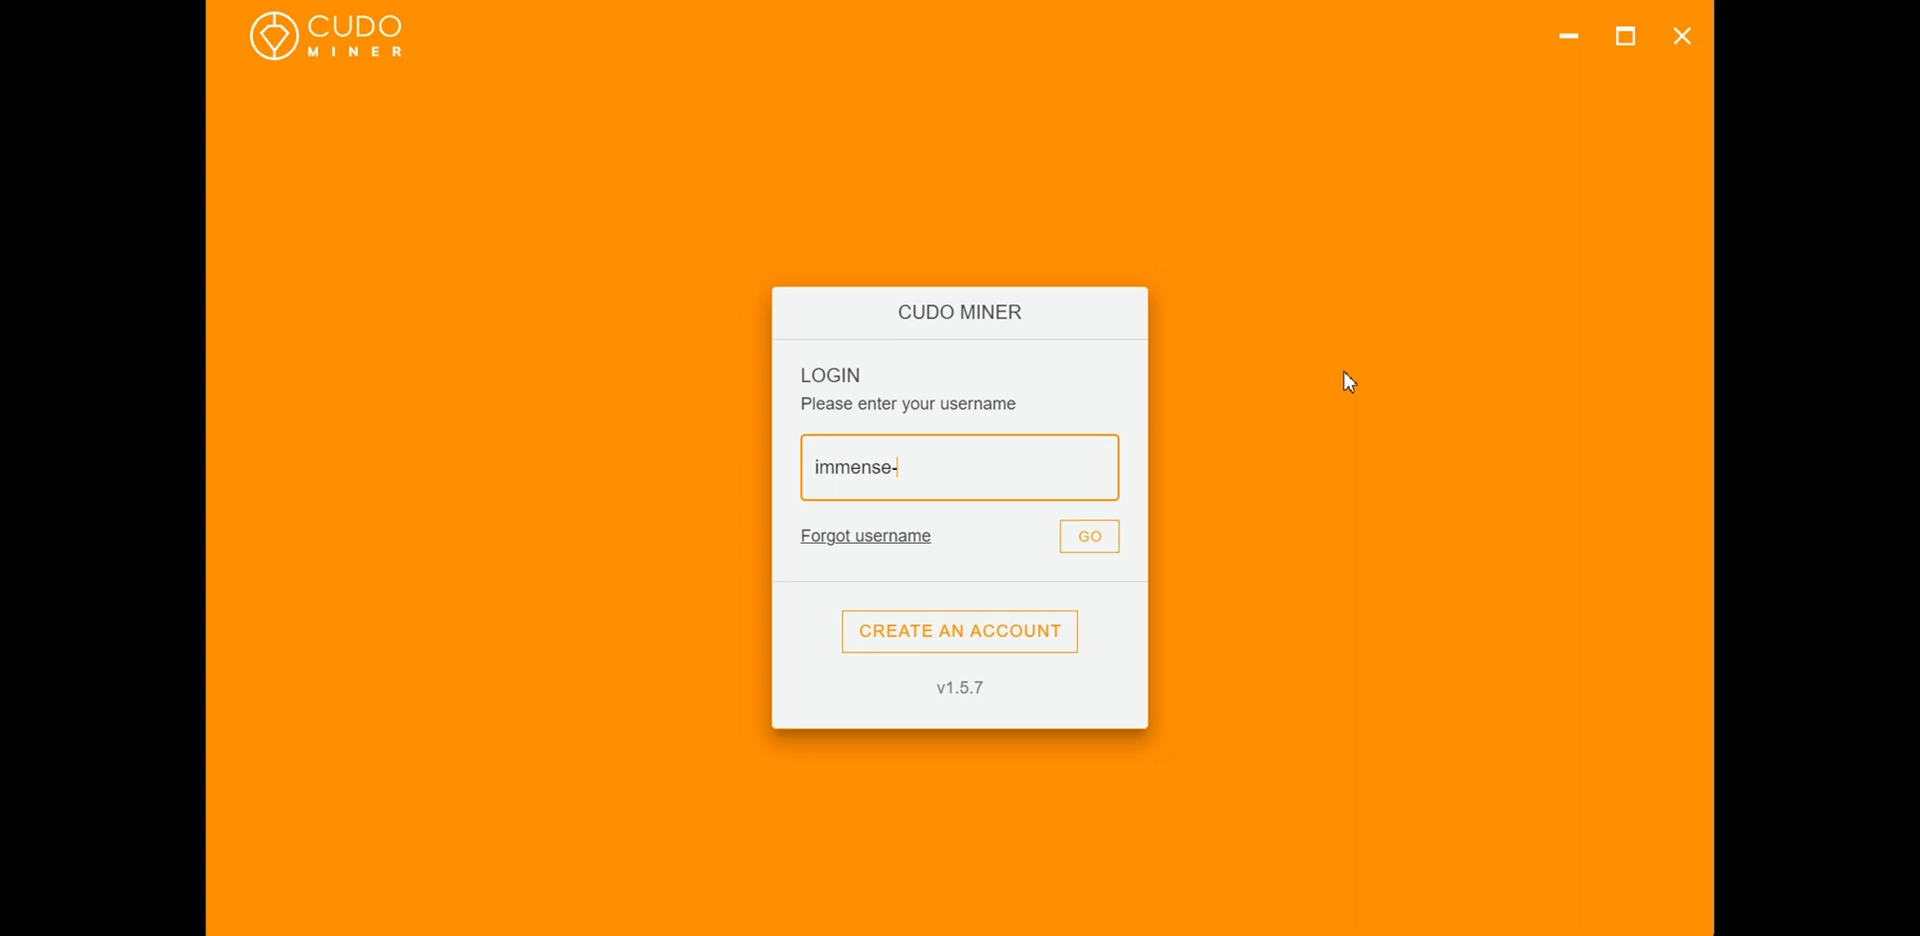 CUDO
MINER
CUDO MINER
LOGIN
Please enter your username
immense-
Forgot username
GO
CREATE AN ACCOUNT
v1.5.7